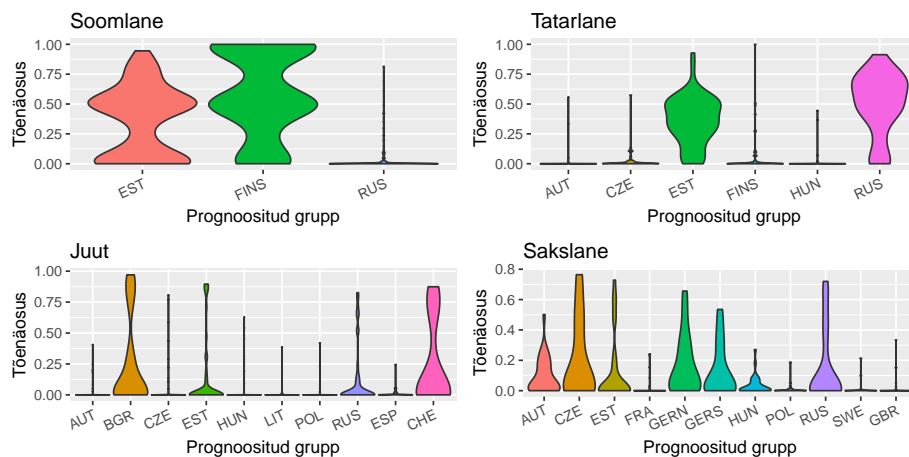 Soomlane
Tõenäosus
1.00
0.75
0.50
0.25
0.00
EST FINS RUS
Prognoositud grupp
Tatarlane
Tõenäosus
1.00
0.75
0.50
0.25
0.00
AUT CZE EST FINS HUN RUS
Prognoositud grupp
Juut
Tõenäosus
1.00
0.75
0.50
0.25
0.00
AUT BGR CZE EST HUN LIT POL RUS ESP CHE
Prognoositud grupp
Sakslane
Tõenäosus
0.8
0.6
0.4
0.2
0.0
AUT CZE EST FRA GERN GERS HUN POL RUS SWE GBR
Prognoositud grupp